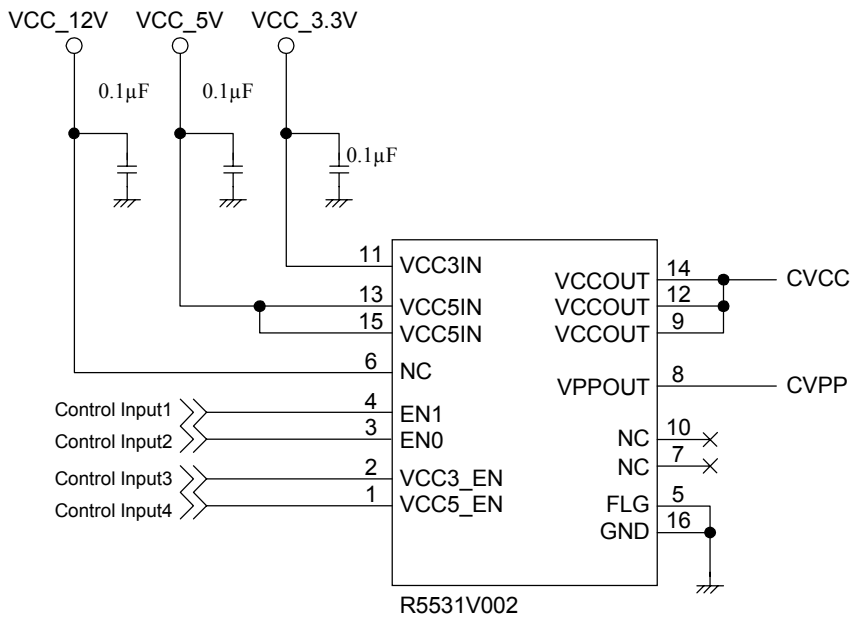 VCC_12V VCC_5V VCC_3.3V
0.1µF 0.1µF
0.1µF
11 VCC3IN
13 VCC5IN
15 VCC5IN
6 NC
Control Input1 4 EN1
Control Input2 3 EN0
Control Input3 2 VCC3_EN
Control Input4 1 VCC5_EN
VCCOUT 14 CVCC
VCCOUT 12
VCCOUT 9
VPPOUT 8 CVPP
NC 10
NC 7
FLG 5
GND 16
R5531V002